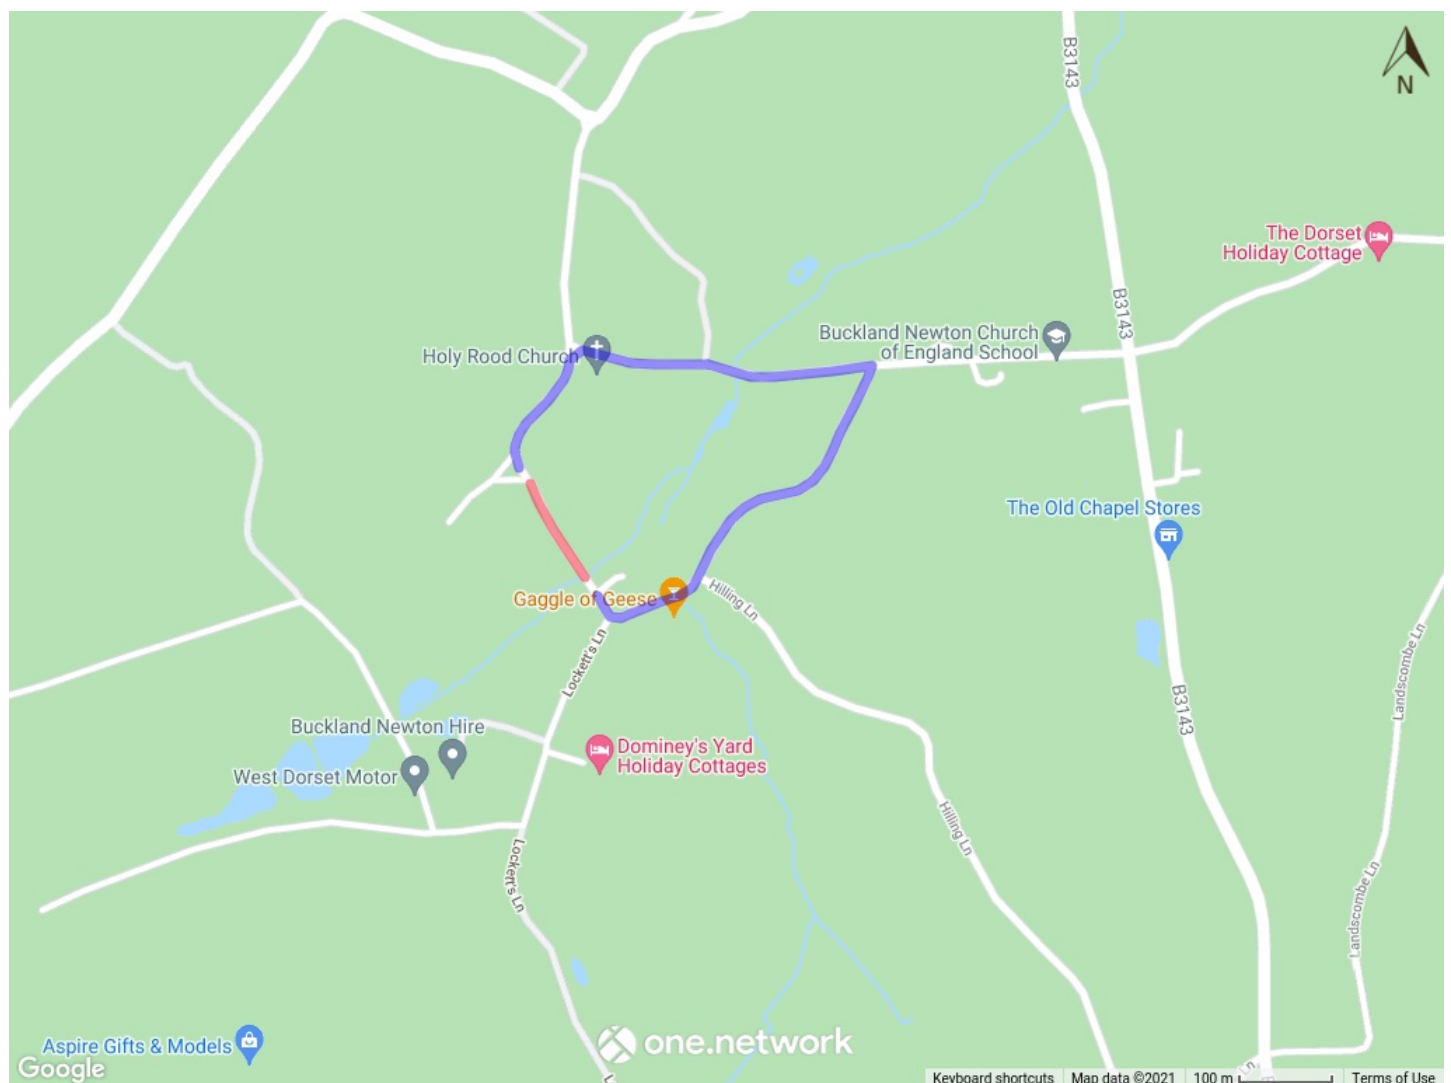 B3143
N
The Dorset
Holiday Cottage
B3143
Buckland Newton Church
of England School
Holy Rood Church
The Old Chapel Stores
Gaggle of Geese
Hilling Ln
Lockett's Ln
Landscombe Ln
B3143
Buckland Newton Hire
West Dorset Motor
Dominey's Yard
Holiday Cottages
Hilling Ln
Lockett's Ln
Landscombe Ln
Aspire Gifts & Models
one.network
Ln
Google
Keyboard shortcuts
Map data ©2021
100 m
Terms of Use